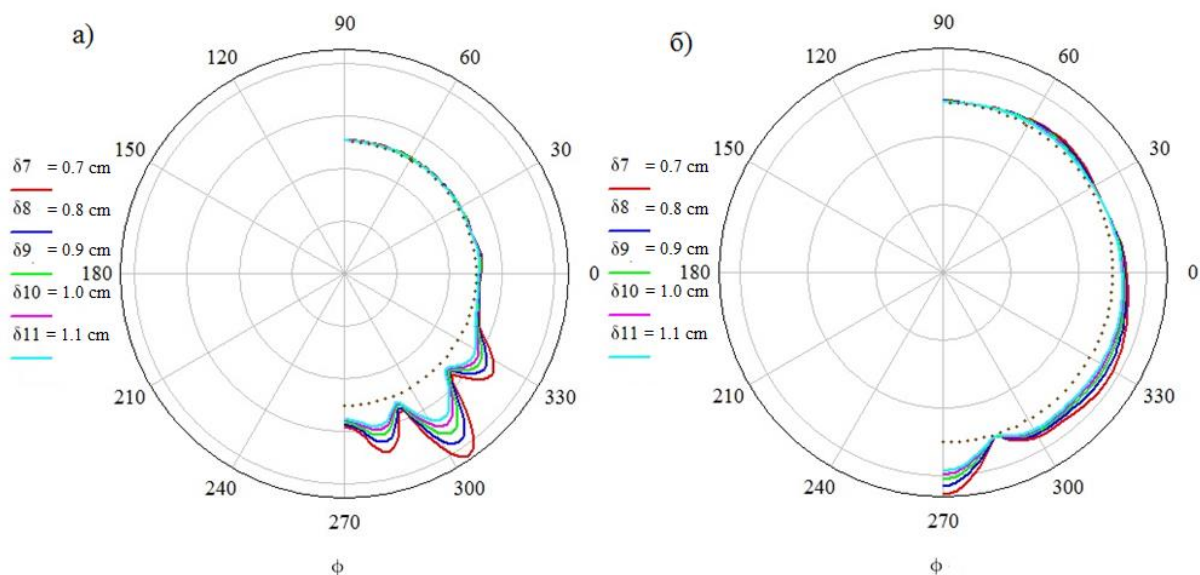 а)
90
120
60
150
30
180
0
210
330
240
300
270
ϕ
δ7 = 0.7 cm
δ8 = 0.8 cm
δ9 = 0.9 cm
δ10 = 1.0 cm
δ11 = 1.1 cm
б)
90
120
60
150
30
180
0
210
330
240
300
270
ϕ
δ7 = 0.7 cm
δ8 = 0.8 cm
δ9 = 0.9 cm
δ10 = 1.0 cm
δ11 = 1.1 cm